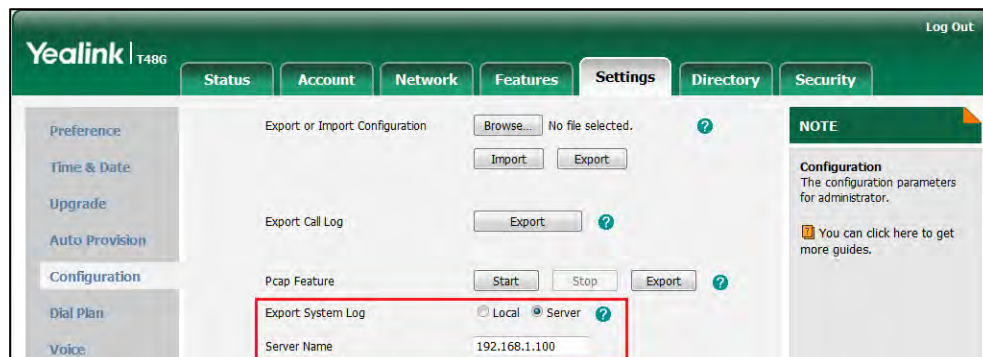 Log Out
Yealink T48G
Status Account Network Features Settings Directory Security
Preference
Time & Date
Upgrade
Auto Provision
Configuration
Dial Plan
Voice
Export or Import Configuration Browse... No file selected. ?
Import Export
Export Call Log Export ?
Pcap Feature Start Stop Export ?
Export System Log Local Server ?
Server Name 192.168.1.100
NOTE
Configuration
The configuration parameters
for administrator.
? You can click here to get
more guides.